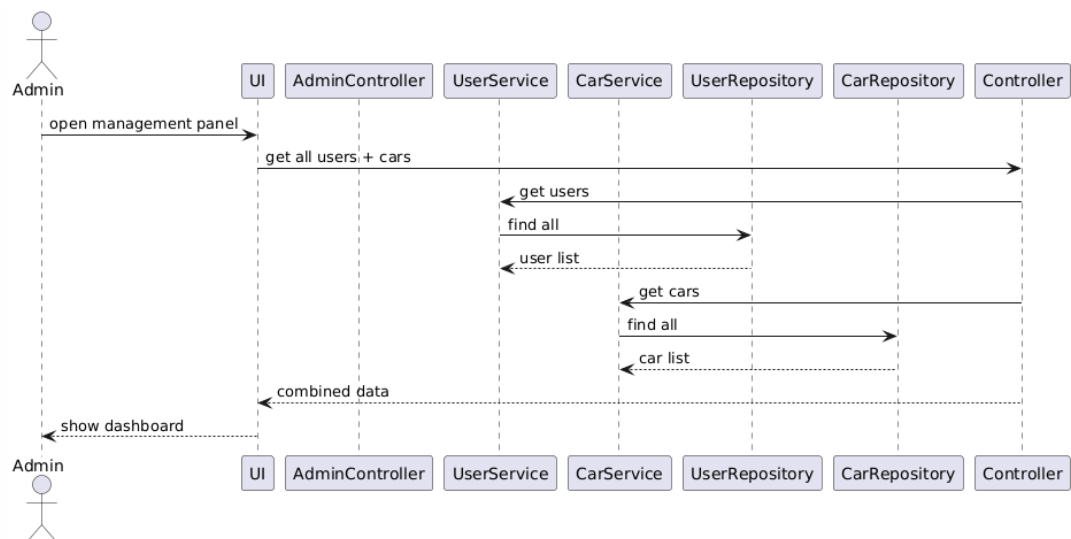 Admin
UI
AdminController
UserService
CarService
UserRepository
CarRepository
Controller
open management panel
get all users + cars
get users
find all
user list
get cars
find all
car list
combined data
show dashboard
Admin
UI
AdminController
UserService
CarService
UserRepository
CarRepository
Controller